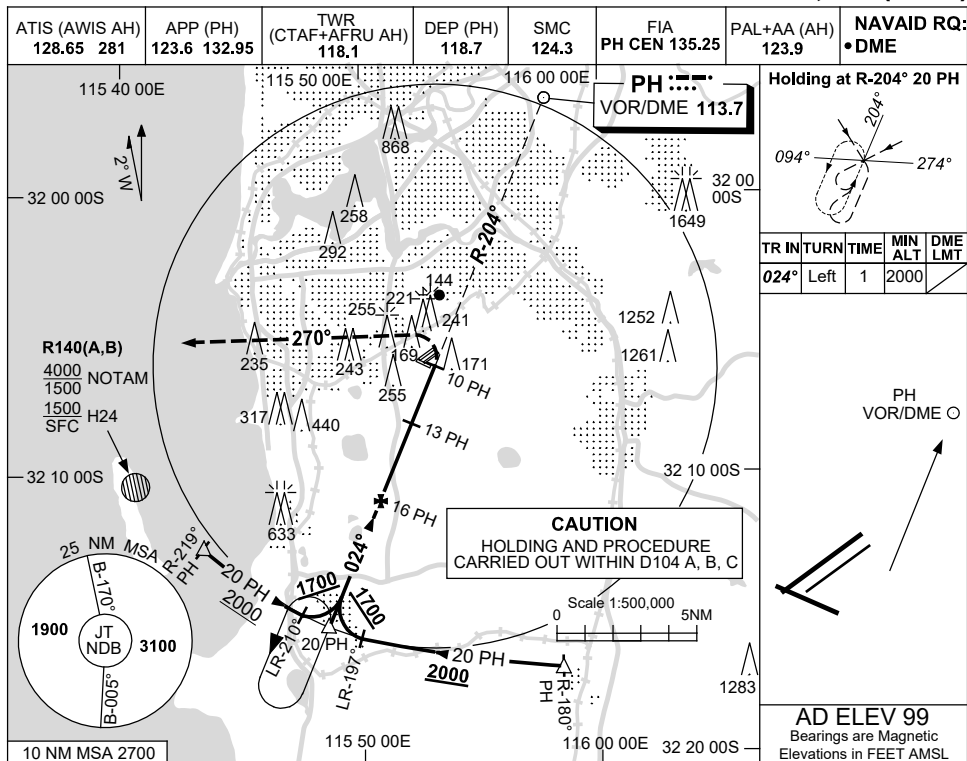 ATIS (AWIS AH)
128.65 281
APP (PH)
123.6 132.95
TWR
(CTAF+AFRU AH)
118.1
DEP (PH)
118.7
SMC
124.3
FIA
PH CEN 135.25
PAL+AA (AH)
123.9
NAVAID RQ:
• DME
115 40 00E
115 50 00E
116 00 00E
PH
VOR/DME 113.7
2° W
32 00 00S
32 00
00S
868
258
292
1649
R-204°
144
221
255
241
270°
235
243
169
171
255
10 PH
1252
1261
R140(A,B)
4000
1500
NOTAM
1500
SFC
H24
317
440
13 PH
32 10 00S
32 10 00S
633
16 PH
024°
CAUTION
HOLDING AND PROCEDURE
CARRIED OUT WITHIN D104 A, B, C
R-219°
PH
20 PH
2000
1700
1700
Scale 1:500,000
0
5NM
25 NM MSA
B-170°
1900
JT
NDB
3100
B-005°
LR-210°
20 PH
LR-197°
20 PH
2000
R-180°
PH
1283
10 NM MSA 2700
115 50 00E
116 00 00E
32 20 00S
Holding at R-204° 20 PH
204°
094°
274°
TR IN TURN TIME MIN ALT DME LMT
024° Left 1 2000
PH
VOR/DME
AD ELEV 99
Bearings are Magnetic
Elevations in FEET AMSL